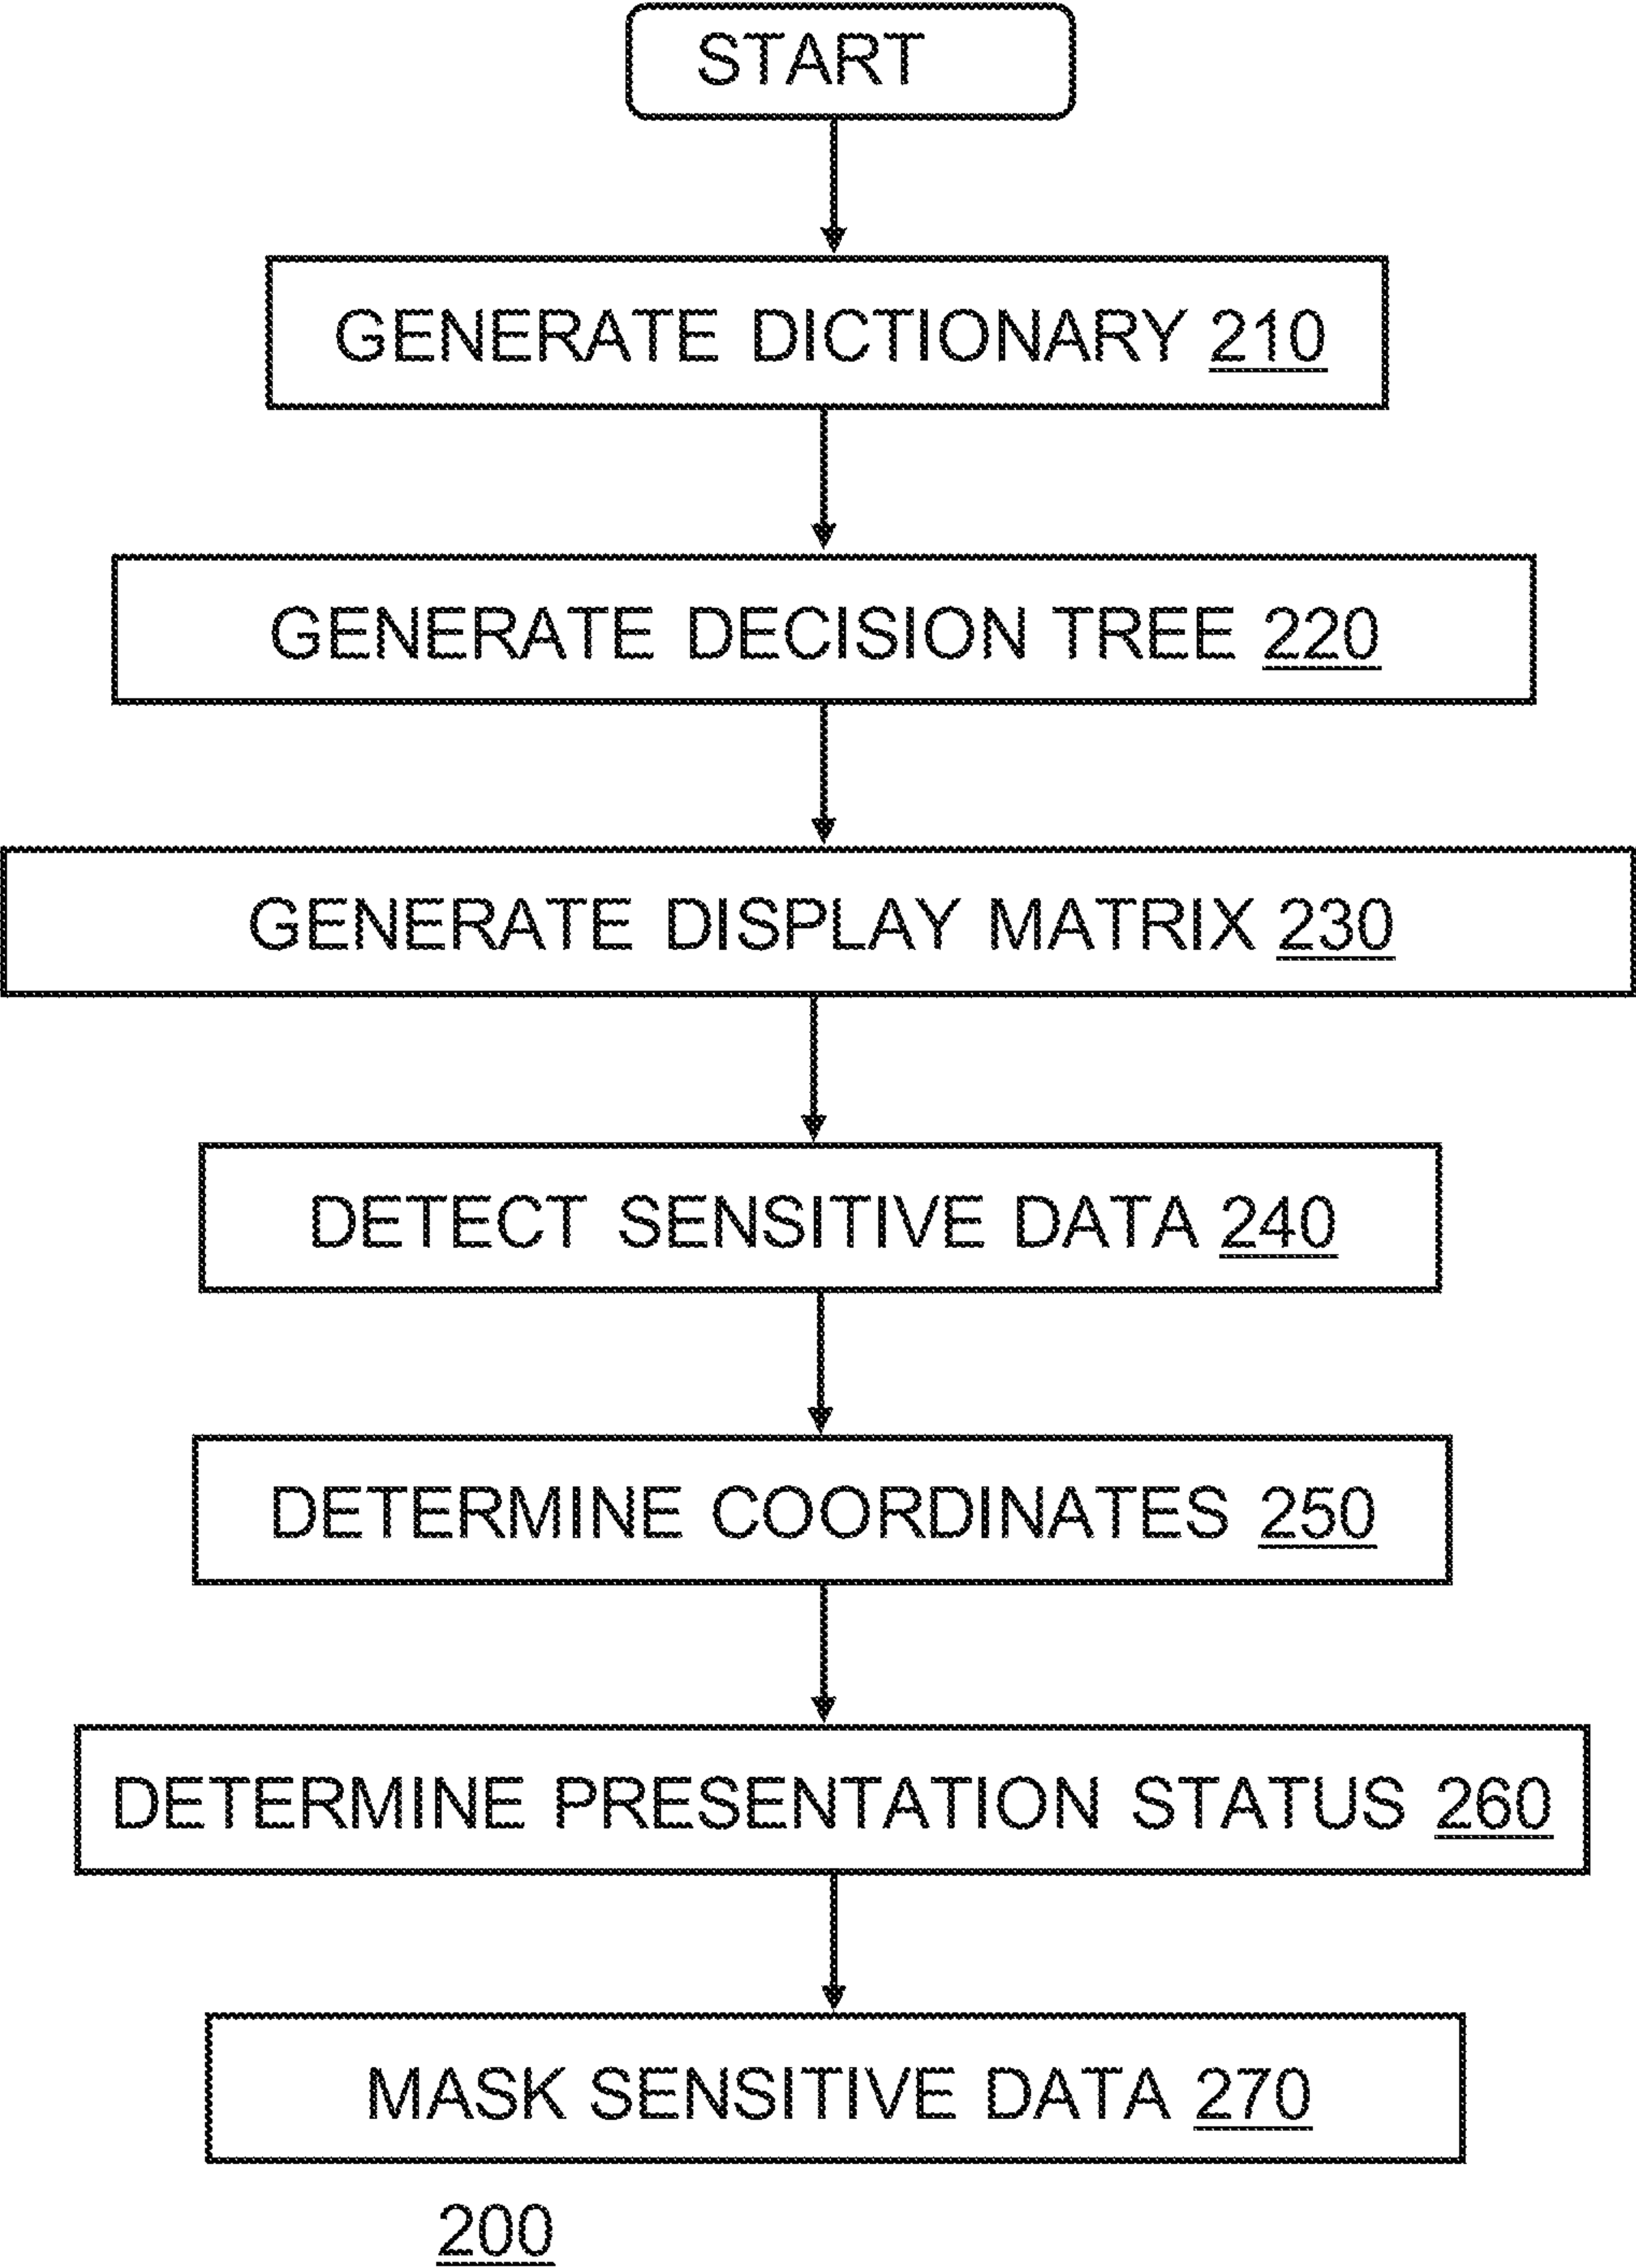 START
GENERATE DICTIONARY 210
GENERATE DECISION TREE 220
GENERATE DISPLAY MATRIX 230
DETECT SENSITIVE DATA 240
DETERMINE COORDINATES 250
DETERMINE PRESENTATION STATUS 260
MASK SENSITIVE DATA 270
200